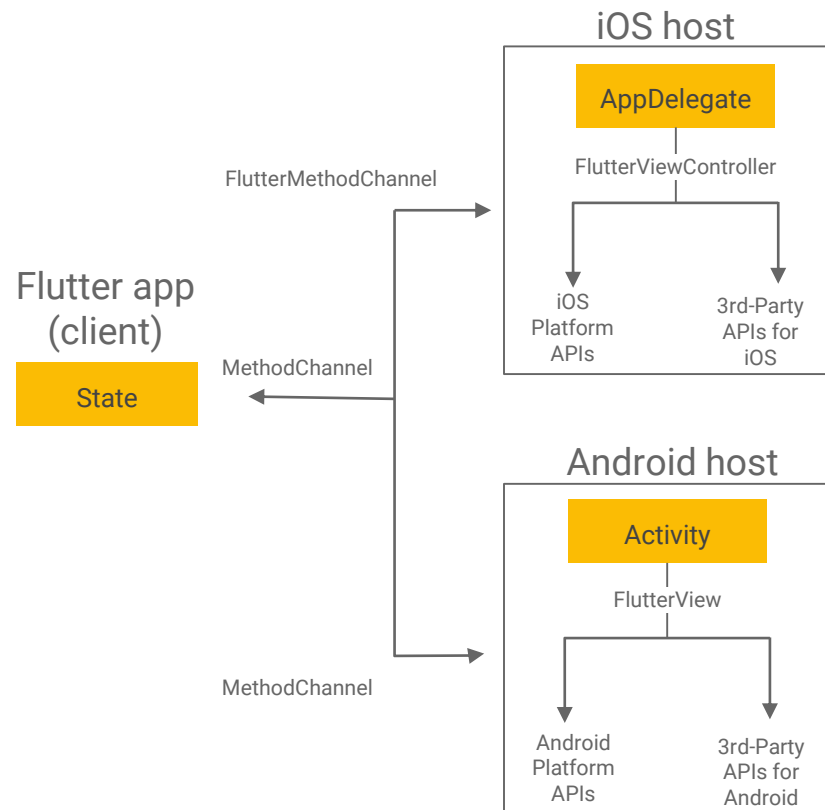 iOS host
AppDelegate
FlutterViewController
FlutterMethodChannel
iOS
Platform
APIs
3rd-Party
APIs for
iOS
Flutter app
(client)
State
MethodChannel
Android host
Activity
FlutterView
MethodChannel
Android
Platform
APIs
3rd-Party
APIs for
Android